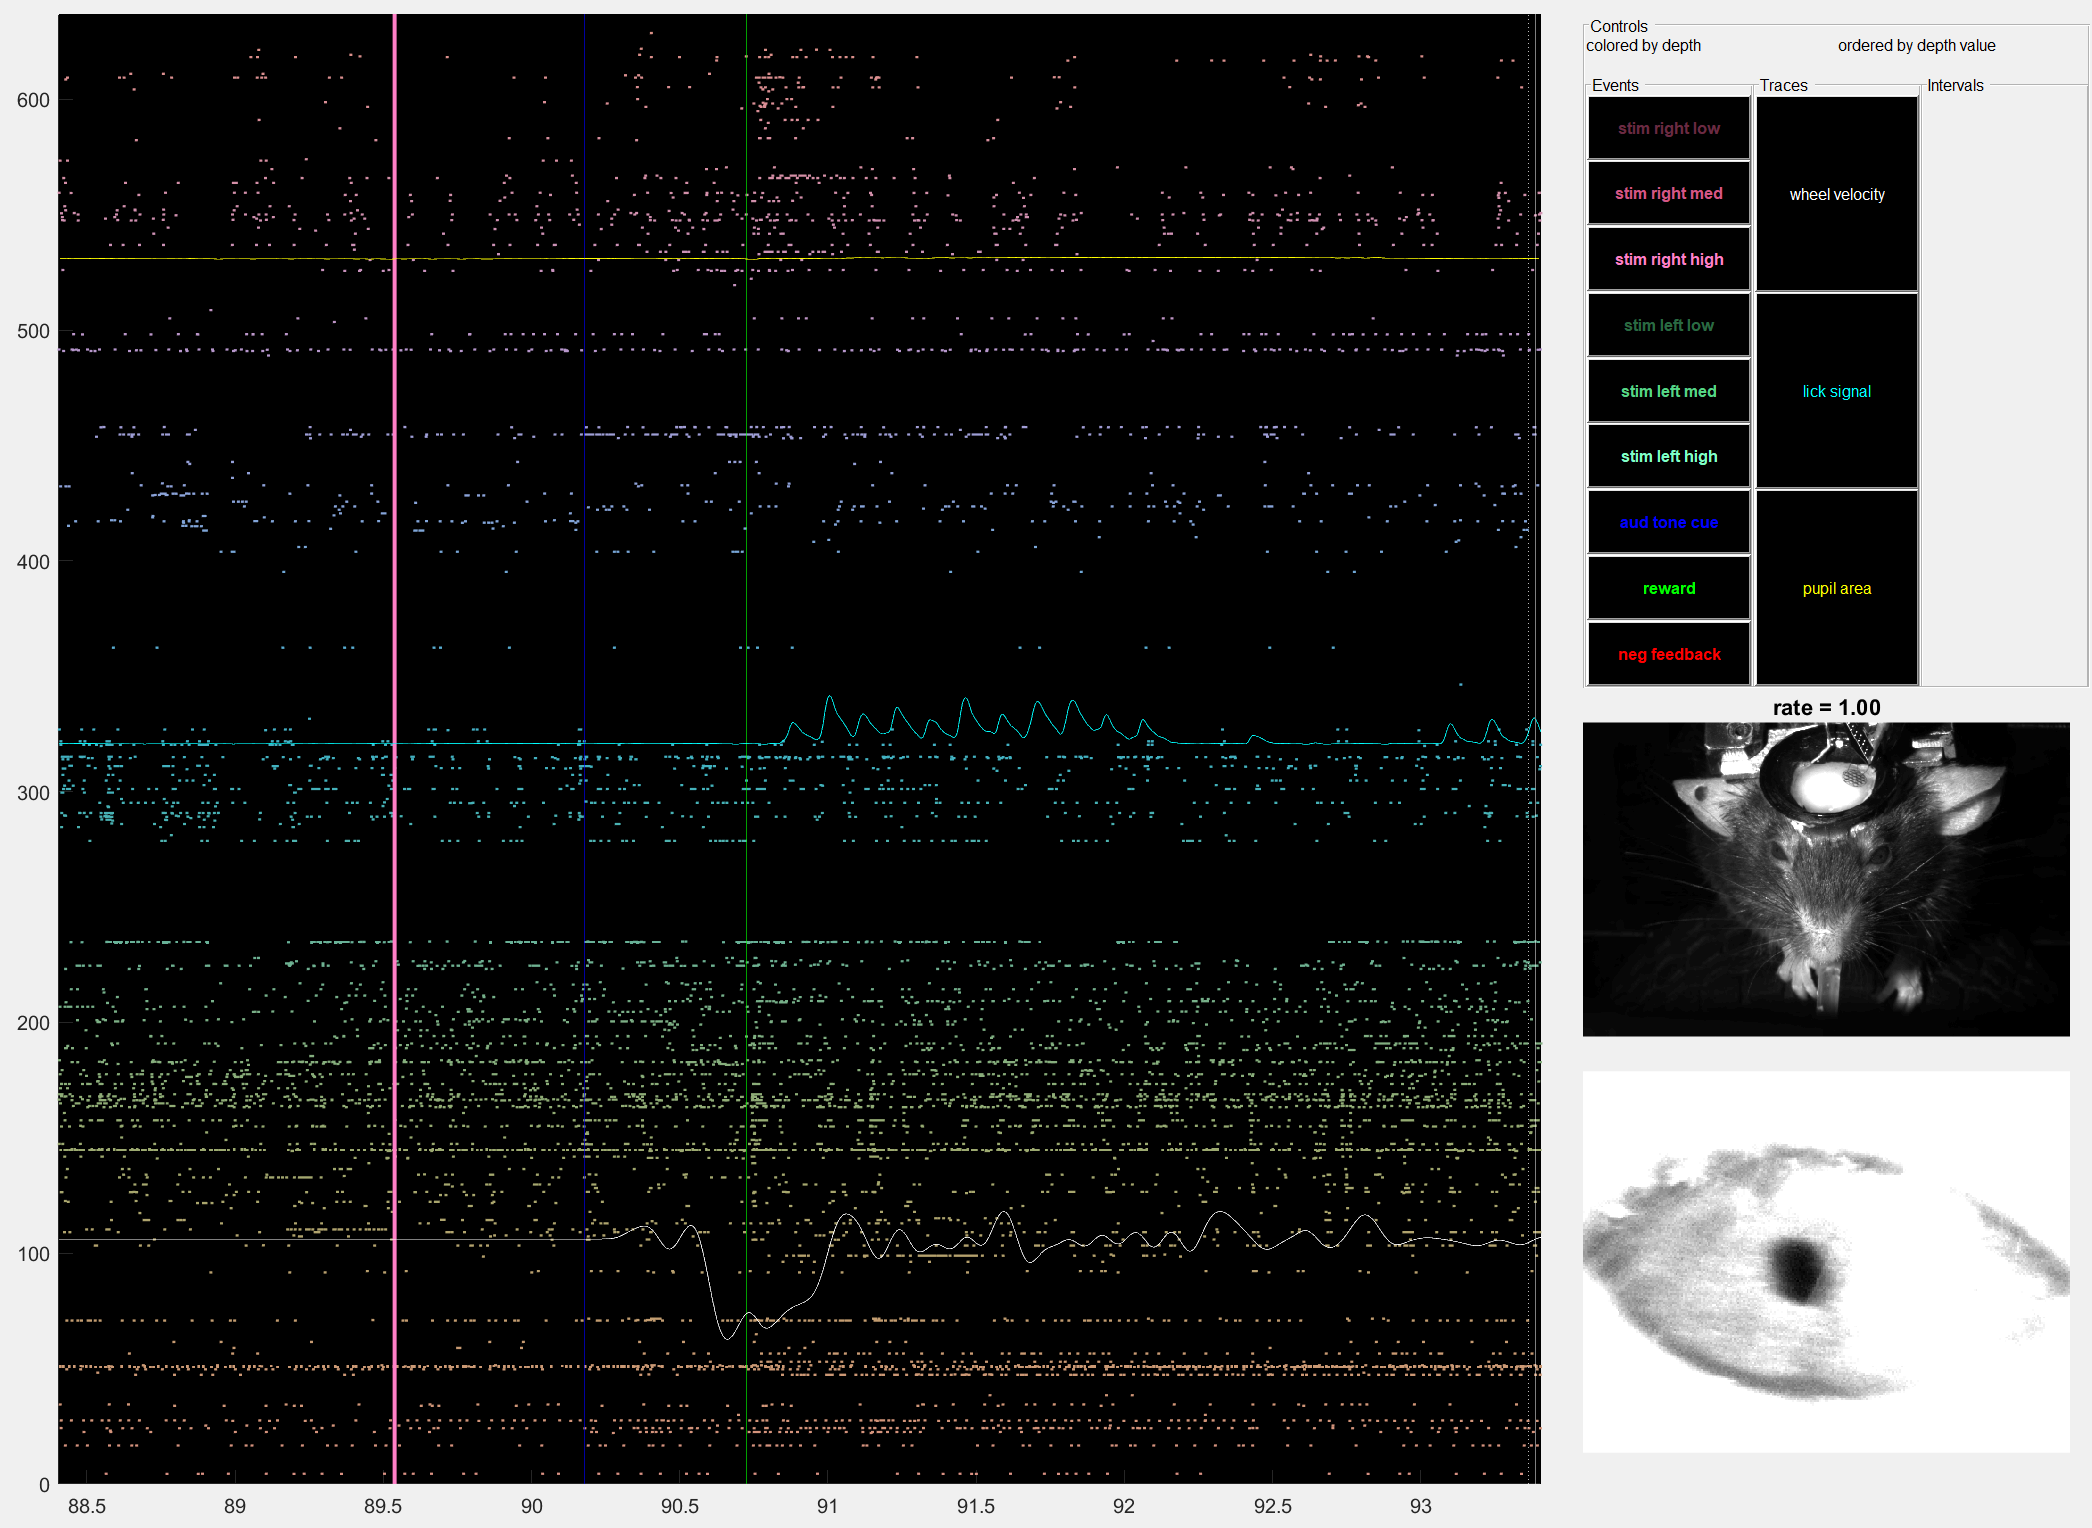 Controls
colored by depth ordered by depth value
Events Traces Intervals
stim right low
stim right med
stim right high
stim left low
stim left med
stim left high
aud tone cue
reward
neg feedback
wheel velocity
lick signal
pupil area
rate = 1.00
600
500
400
300
200
100
0
88.5 89 89.5 90 90.5 91 91.5 92 92.5 93